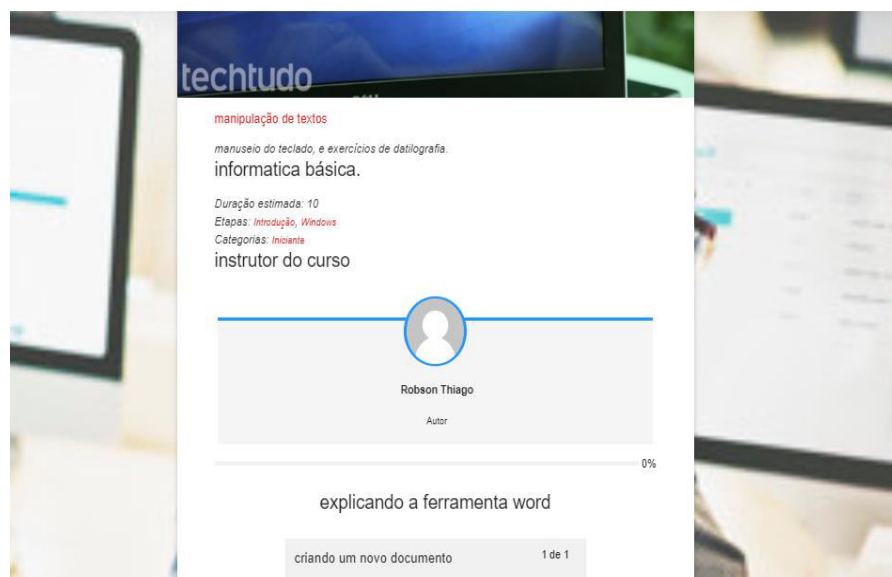 techtudo
manipulação de textos
manuseio do teclado, e exercícios de datilografia.
informatica básica.
Duração estimada: 10
Etapas: Introdução, Windows
Categorias: Iniciante
instrutor do curso
Robson Thiago
Autor
0%
explicando a ferramenta word
criando um novo documento 1 de 1